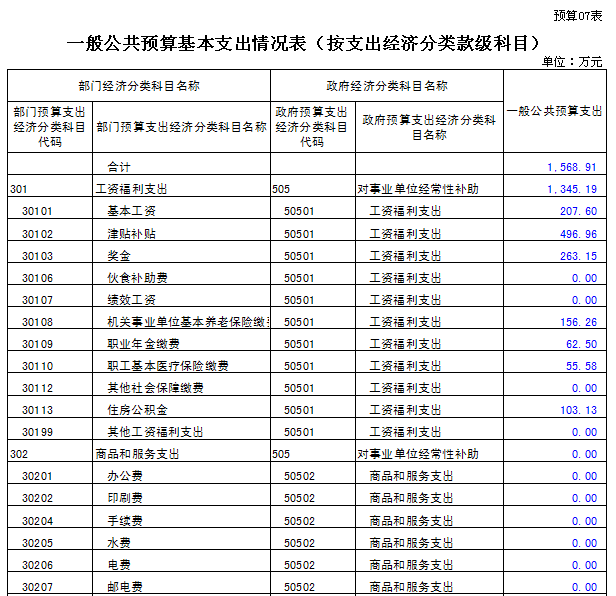 预算07表
一般公共预算基本支出情况表（按支出经济分类款级科目）
单位：万元
部门经济分类科目名称 政府经济分类科目名称 一般公共预算支出
部门预算支出经济分类科目代码 部门预算支出经济分类科目名称 政府预算支出经济分类科目代码 政府预算支出经济分类科目名称
合计 1,568.91
301 工资福利支出 505 对事业单位经常性补助 1,345.19
30101 基本工资 50501 工资福利支出 207.60
30102 津贴补贴 50501 工资福利支出 496.96
30103 奖金 50501 工资福利支出 263.15
30106 伙食补助费 50501 工资福利支出 0.00
30107 绩效工资 50501 工资福利支出 0.00
30108 机关事业单位基本养老保险缴 50501 工资福利支出 156.26
30109 职业年金缴费 50501 工资福利支出 62.50
30110 职工基本医疗保险缴费 50501 工资福利支出 55.58
30112 其他社会保障缴费 50501 工资福利支出 0.00
30113 住房公积金 50501 工资福利支出 103.13
30199 其他工资福利支出 50501 工资福利支出 0.00
302 商品和服务支出 505 对事业单位经常性补助 0.00
30201 办公费 50502 商品和服务支出 0.00
30202 印刷费 50502 商品和服务支出 0.00
30204 手续费 50502 商品和服务支出 0.00
30205 水费 50502 商品和服务支出 0.00
30206 电费 50502 商品和服务支出 0.00
30207 邮电费 50502 商品和服务支出 0.00